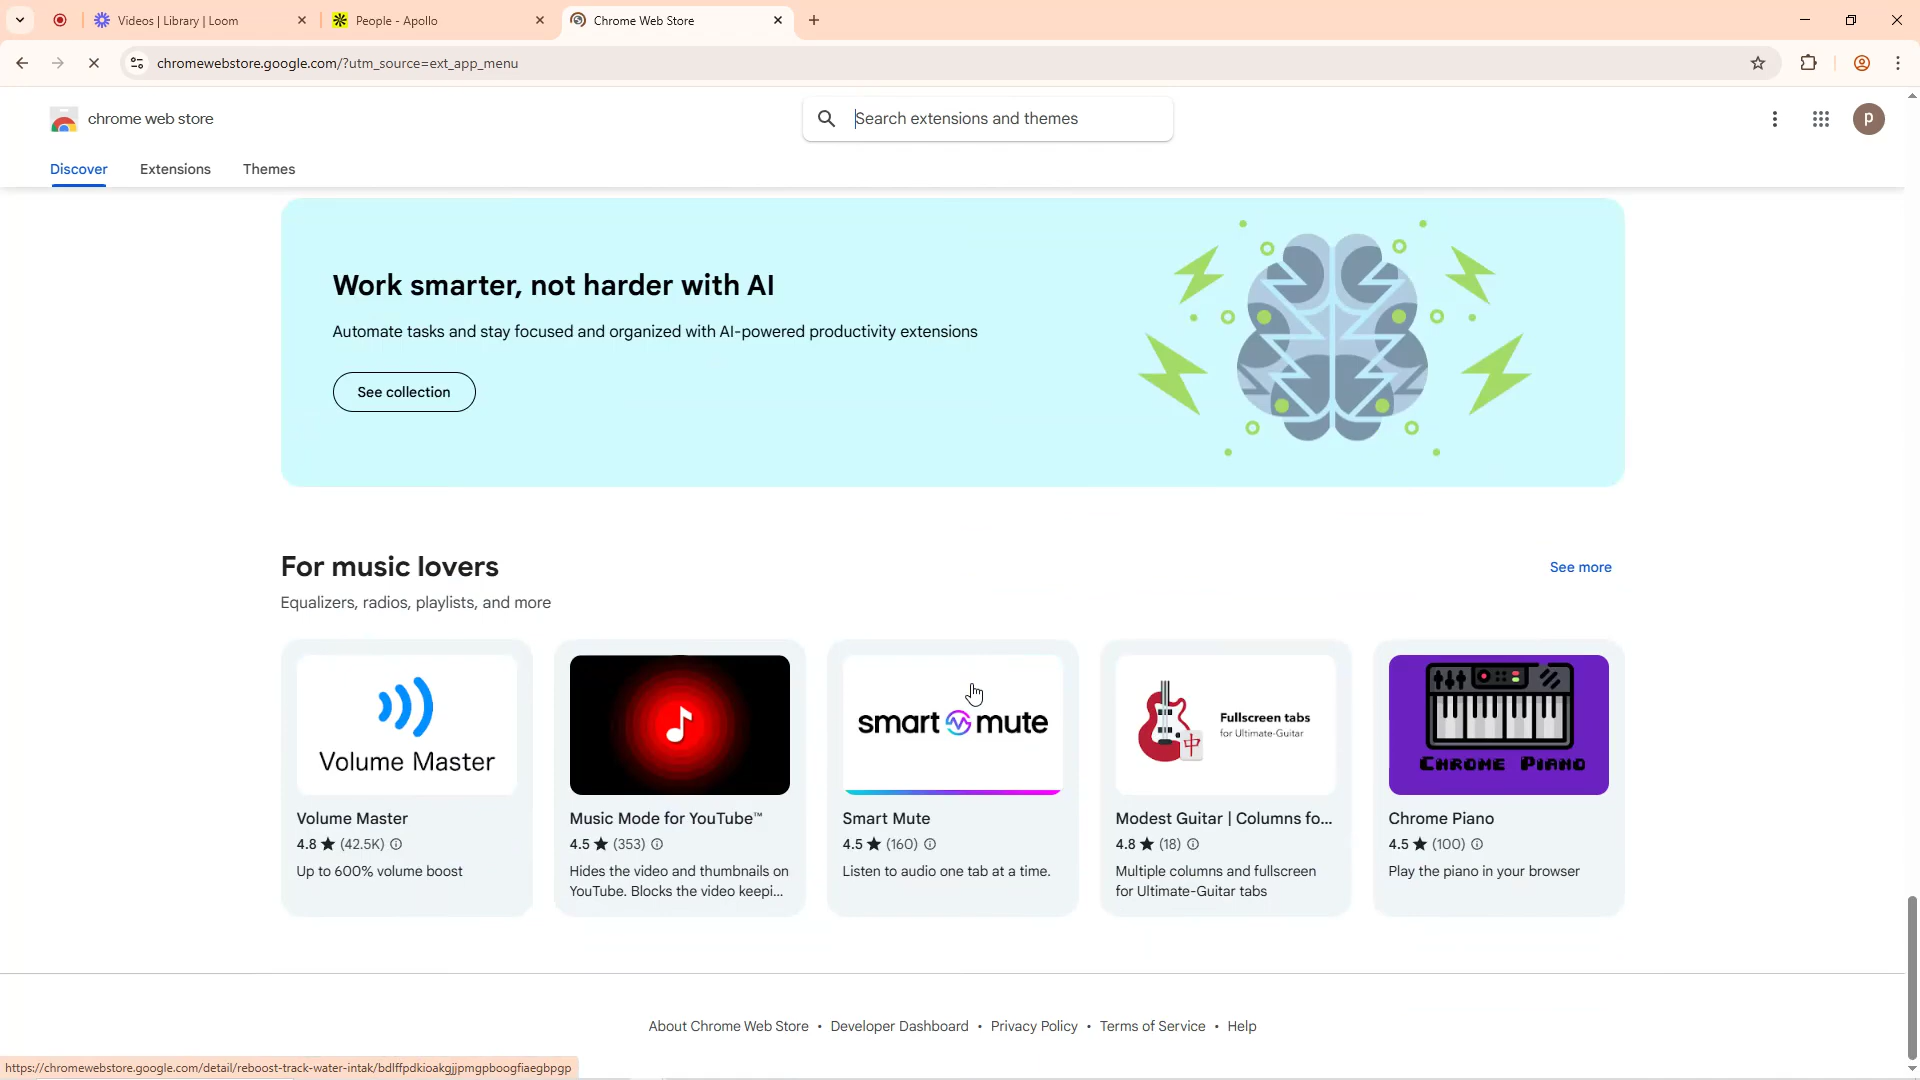 Videos | Library | Loom
People - Apollo
Chrome Web Store
chromewebstore.google.com/?utm_source=ext_app_menu
chrome web store
Search extensions and themes
p
Discover
Extensions
Themes
Work smarter, not harder with AI
Automate tasks and stay focused and organized with AI-powered productivity extensions
See collection
For music lovers
See more
Equalizers, radios, playlists, and more
Volume Master
smart mute
Fullscreen tabs
for Ultimate-Guitar
中
CHROME PIANO
Volume Master
4.8 ★ (42.5K)
Up to 600% volume boost
Music Mode for YouTube™
4.5 ★ (353)
Hides the video and thumbnails on
YouTube. Blocks the video keepi...
Smart Mute
4.5 ★ (160)
Listen to audio one tab at a time.
Modest Guitar | Columns fo...
4.8 ★ (18)
Multiple columns and fullscreen
for Ultimate-Guitar tabs
Chrome Piano
4.5 ★ (100)
Play the piano in your browser
About Chrome Web Store • Developer Dashboard • Privacy Policy • Terms of Service • Help
https://chromewebstore.google.com/detail/reboost-track-water-intak/bdlffpdkioakgjjpmgpboogfiaegbpgp